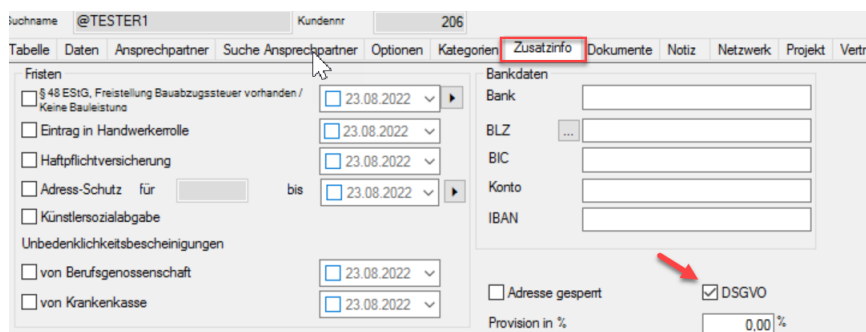 Suchname @TESTER1 Kundennr 206
Tabelle Daten Ansprechpartner Suche Ansprechpartner Optionen Kategorien Zusatzinfo Dokumente Notiz Netzwerk Projekt Vertr
Fristen
§ 48 EStG, Freistellung Bauabzugssteuer vorhanden /
Keine Bauleistung
23.08.2022
Eintrag in Handwerkerrolle 23.08.2022
Haftpflichtversicherung 23.08.2022
Adress-Schutz für bis 23.08.2022
Künstlersozialabgabe
Unbedenklichkeitsbescheinigungen
von Berufsgenossenschaft 23.08.2022
von Krankenkasse 23.08.2022
Bankdaten
Bank
BLZ ...
BIC
Konto
IBAN
Adresse gesperrt DSGVO
Provision in % 0,00 %